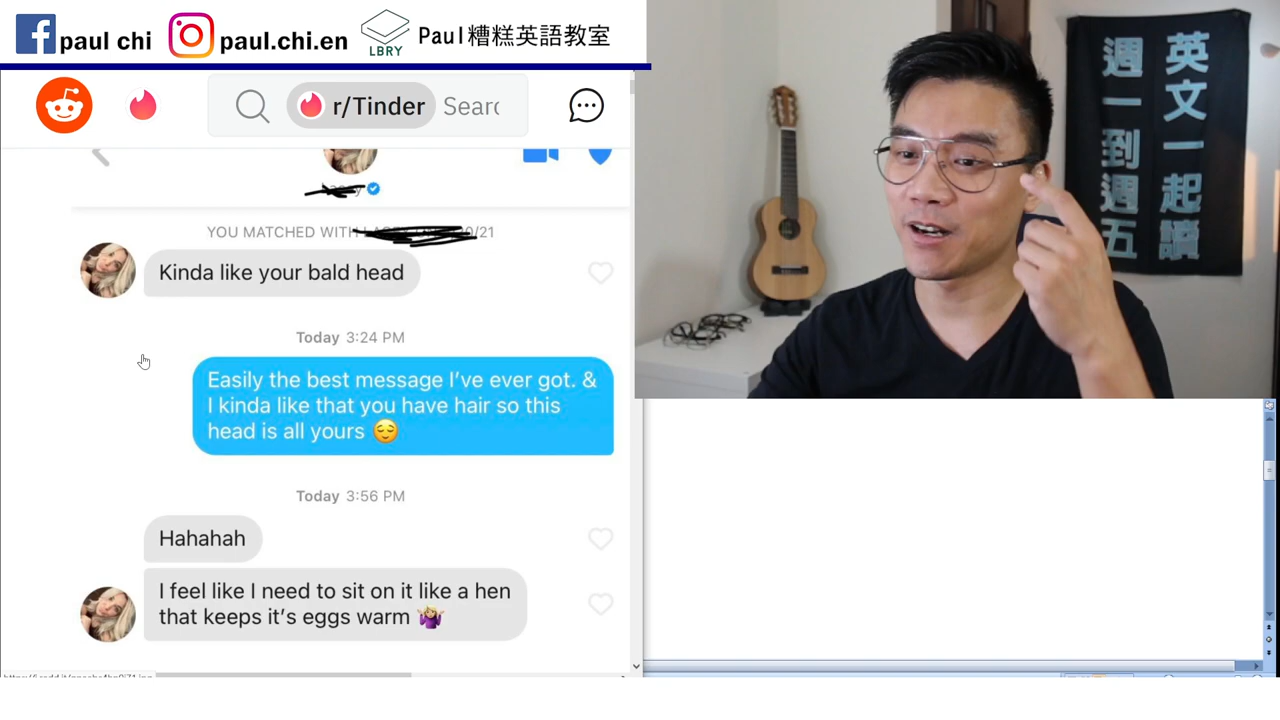 paul chi
paul.chi.en
LBRY
Paul糟糕英語教室
r/Tinder
Searc
YOU MATCHED WITH
/21
Kinda like your bald head
Today 3:24 PM
Easily the best message I've ever got. &
I kinda like that you have hair so this
head is all yours 😌
Today 3:56 PM
Hahahah
I feel like I need to sit on it like a hen
that keeps it's eggs warm 🤷🏼‍♀️
英文一起讀
週一到週五